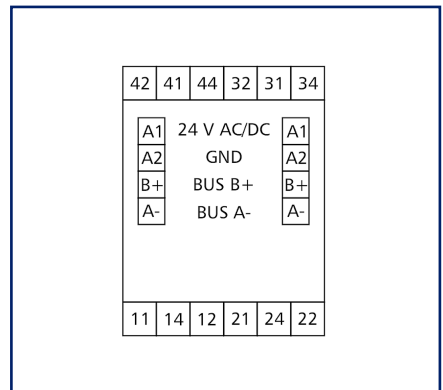 42 41 44 32 31 34
A1 24 V AC/DC A1
A2 GND A2
B+ BUS B+ B+
A- BUS A- A-
11 14 12 21 24 22